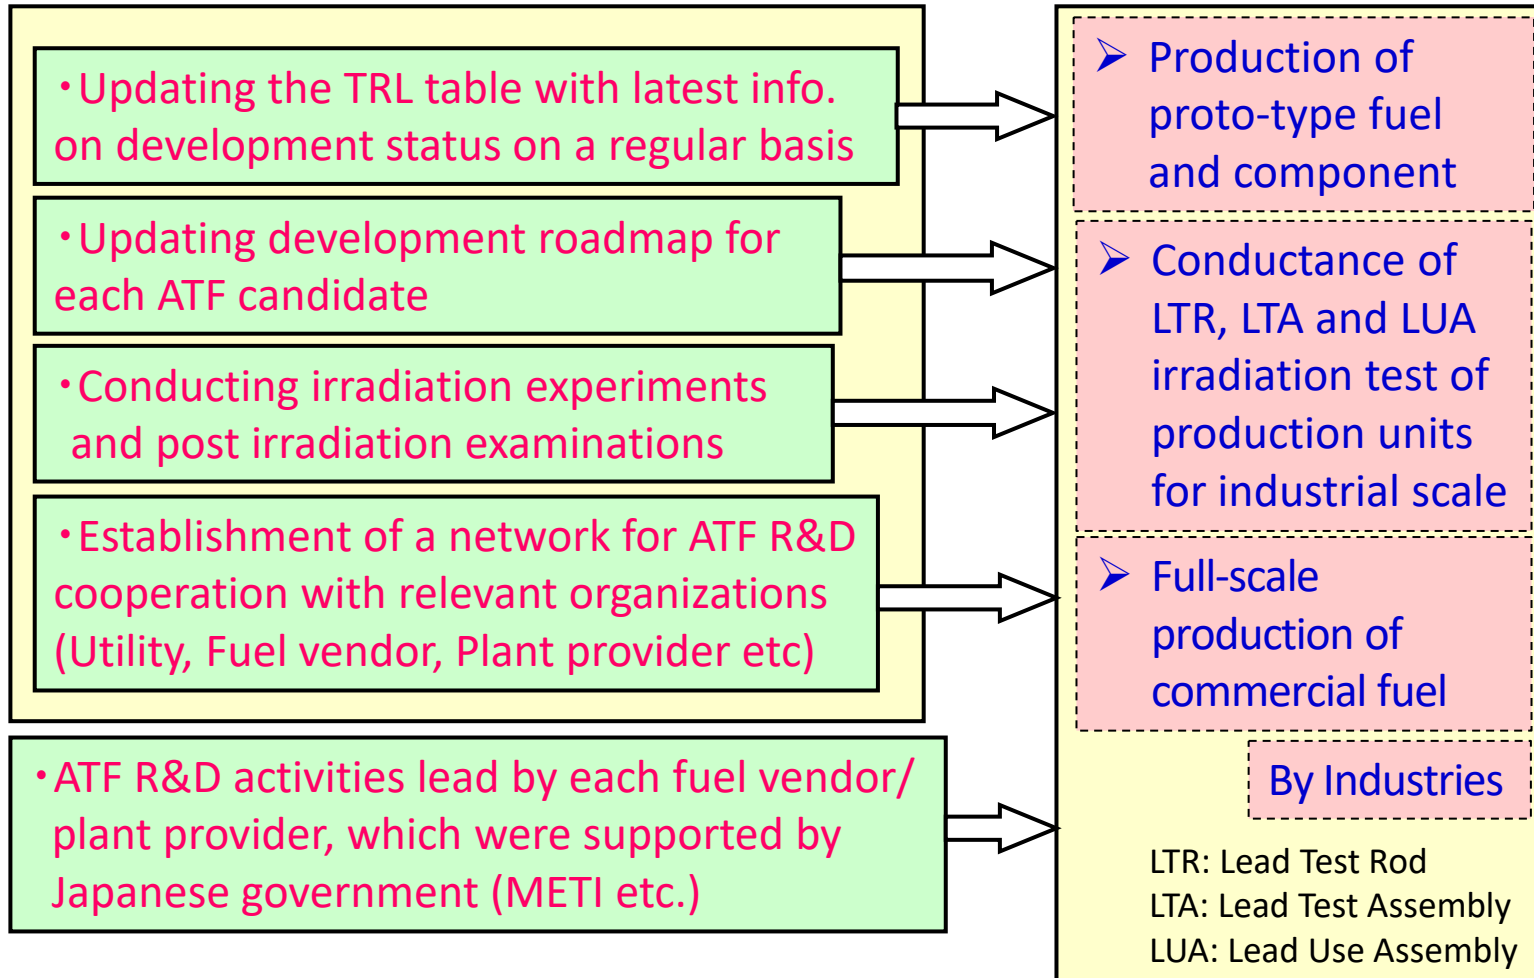 ・Updating the TRL table with latest info.
on development status on a regular basis
・Updating development roadmap for
each ATF candidate
・Conducting irradiation experiments
and post irradiation examinations
・Establishment of a network for ATF R&D
cooperation with relevant organizations
(Utility, Fuel vendor, Plant provider etc)
・ATF R&D activities lead by each fuel vendor/
plant provider, which were supported by
Japanese government (METI etc.)
➢ Production of
proto-type fuel
and component
➢ Conductance of
LTR, LTA and LUA
irradiation test of
production units
for industrial scale
➢ Full-scale
production of
commercial fuel
By Industries
LTR: Lead Test Rod
LTA: Lead Test Assembly
LUA: Lead Use Assembly